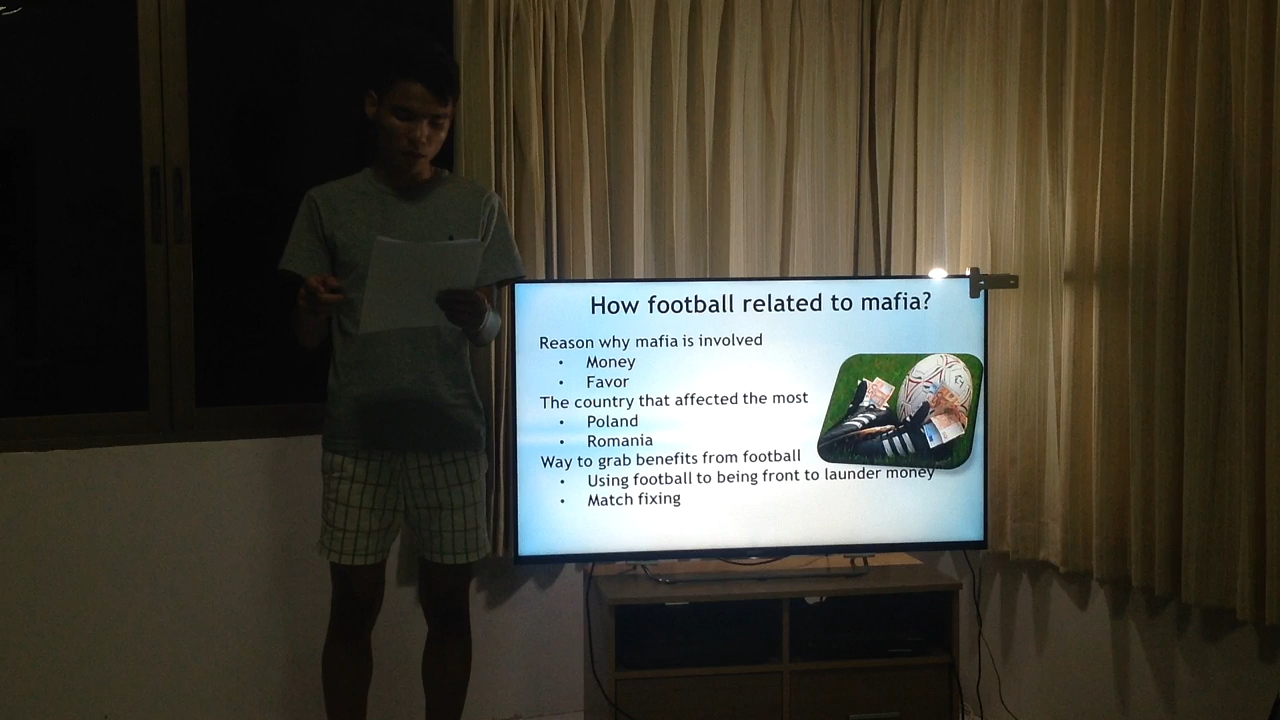 How football related to mafia?
Reason why mafia is involved
• Money
• Favor
The country that affected the most
• Poland
• Romania
Way to grab benefits from football
• Using football to being front to launder money
• Match fixing